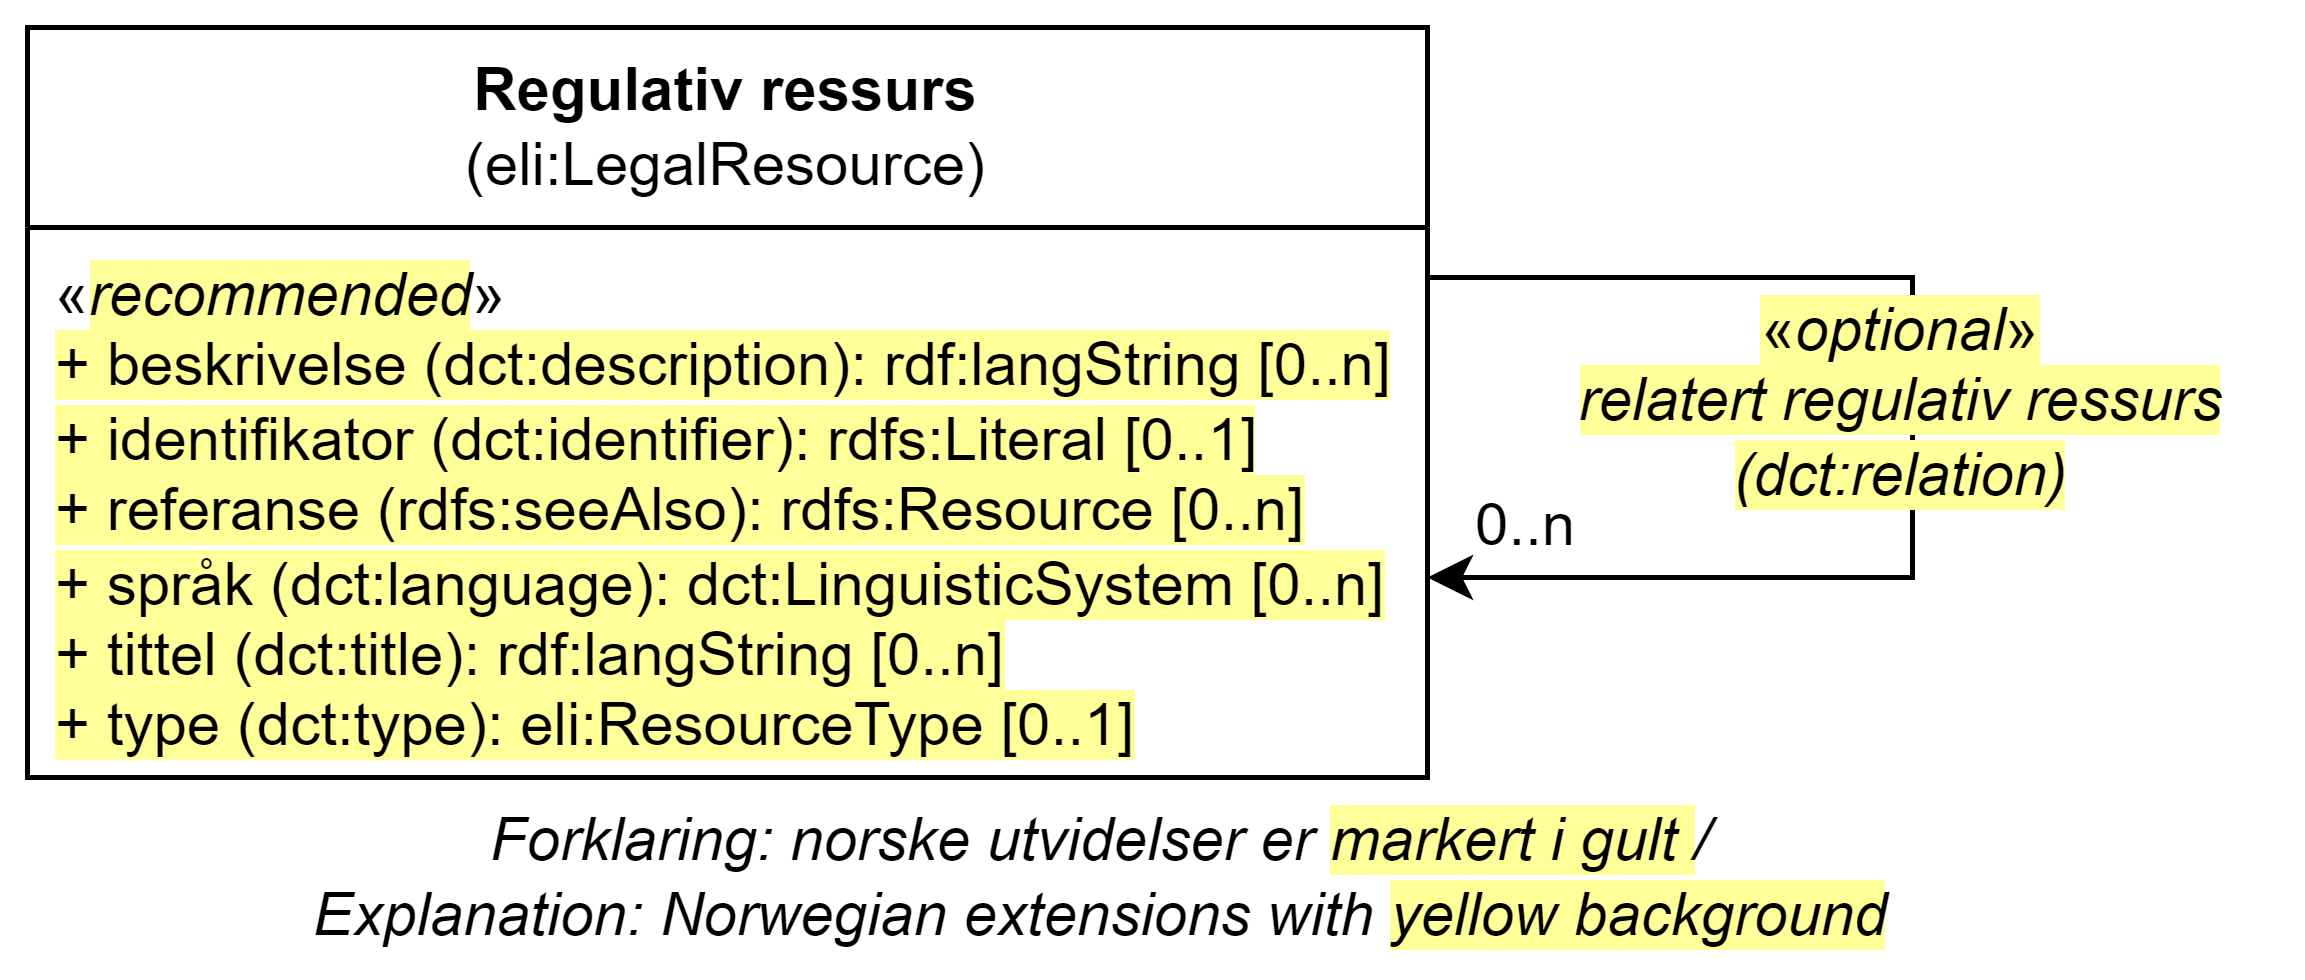 Regulativ ressurs
(eli:LegalResource)
«recommended»
+ beskrivelse (dct:description): rdf:langString [0..n]
+ identifikator (dct:identifier): rdfs:Literal [0..1]
+ referanse (rdfs:seeAlso): rdfs:Resource [0..n]
+ språk (dct:language): dct:LinguisticSystem [0..n]
+ tittel (dct:title): rdf:langString [0..n]
+ type (dct:type): eli:ResourceType [0..1]
«optional»
relatert regulativ ressurs
(dct:relation)
0..n
Forklaring: norske utvidelser er markert i gult /
Explanation: Norwegian extensions with yellow background